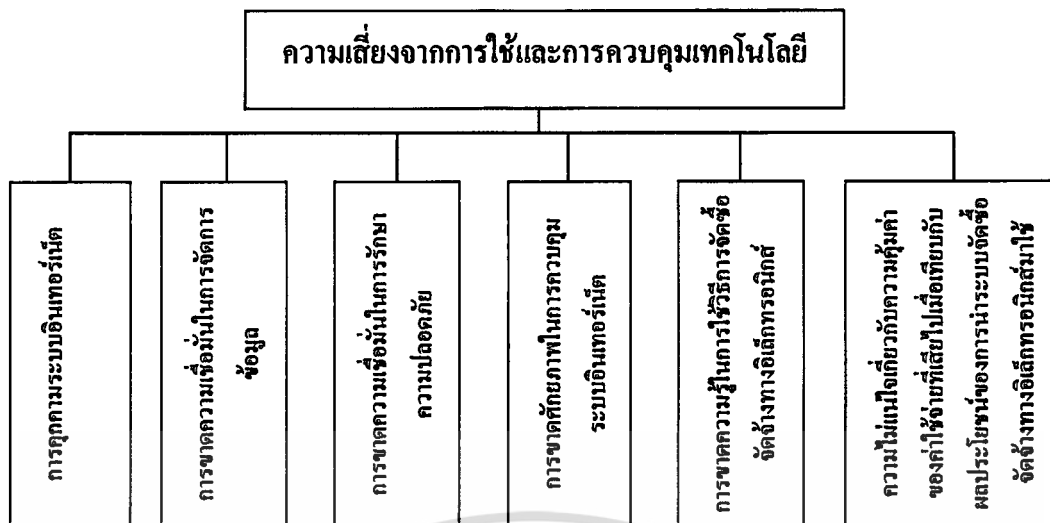 ความเสี่ยงจากการใช้และการควบคุมเทคโนโลยี
การคุกคามระบบอินเทอร์เน็ต
การขาดความเชื่อมั่นในการจัดการ
ข้อมูล
การขาดความเชื่อมั่นในการรักษา
ความปลอดภัย
การขาดศักยภาพในการควบคุม
ระบบอินเทอร์เน็ต
การขาดความรู้ในการใช้วิธีการจัดซื้อ
จัดจ้างทางอิเล็กทรอนิกส์
ความไม่แน่ใจเกี่ยวกับความคุ้มค่า
ของค่าใช้จ่ายที่เสียไปเมื่อเทียบกับ
ผลประโยชน์ของการนำระบบจัดซื้อ
จัดจ้างทางอิเล็กทรอนิกส์มาใช้